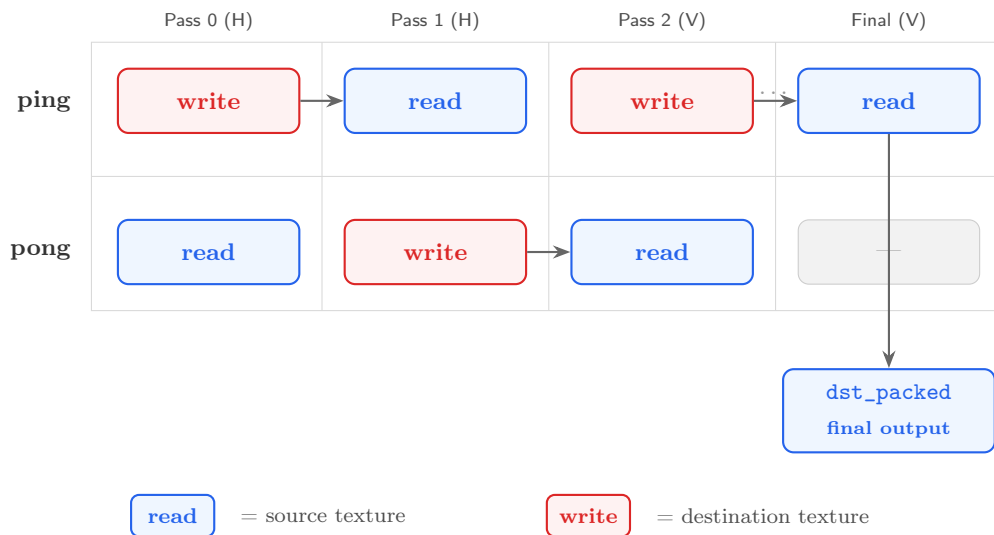 Pass 0 (H) Pass 1 (H) Pass 2 (V) Final (V)
ping write read write ... read
pong read write read —
dst_packed
final output
read = source texture write = destination texture